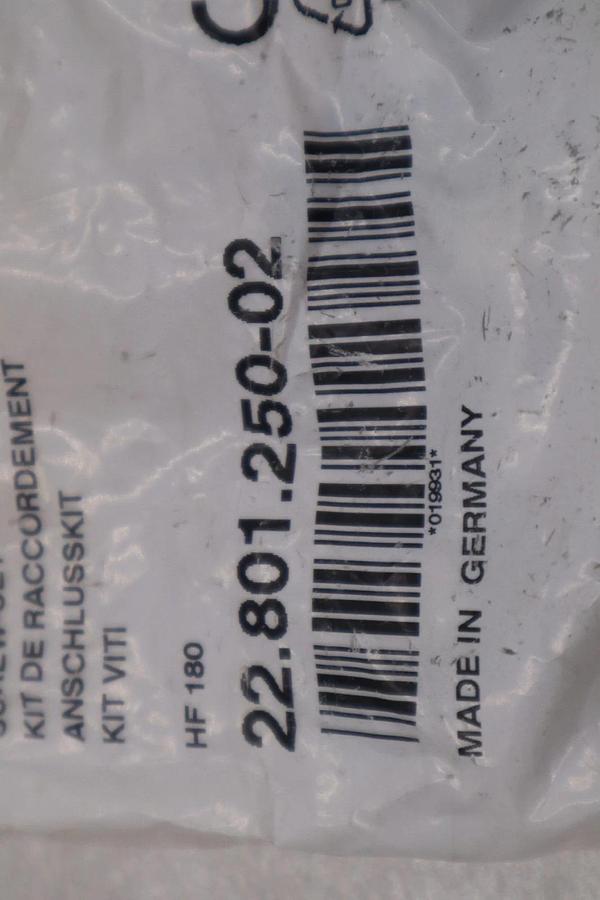 KIT DE RACCORDEMENT
ANSCHLUSSKIT
KIT VITI
HF 180
22.801.250-02
*019931*
MADE IN GERMANY